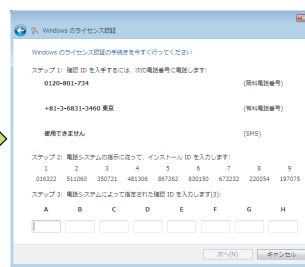 Windows のライセンス認証
Windows のライセンス認証の手続きを今すぐ行ってください
ステップ 1: 確認 ID を入手するには、次の電話番号に電話します:
0120-801-734 (無料電話番号)
+81-3-6831-3460 東京 (有料電話番号)
使用できません (SMS)
ステップ 2: 電話システムの指示に従って、インストール ID を入力します:
1 2 3 4 5 6 7 8 9
016322 511060 350721 481306 867262 830150 673232 220054 197075
ステップ 3: 電話システムによって指定された確認 ID を入力します(3):
A B C D E F G H
次へ(N) キャンセル